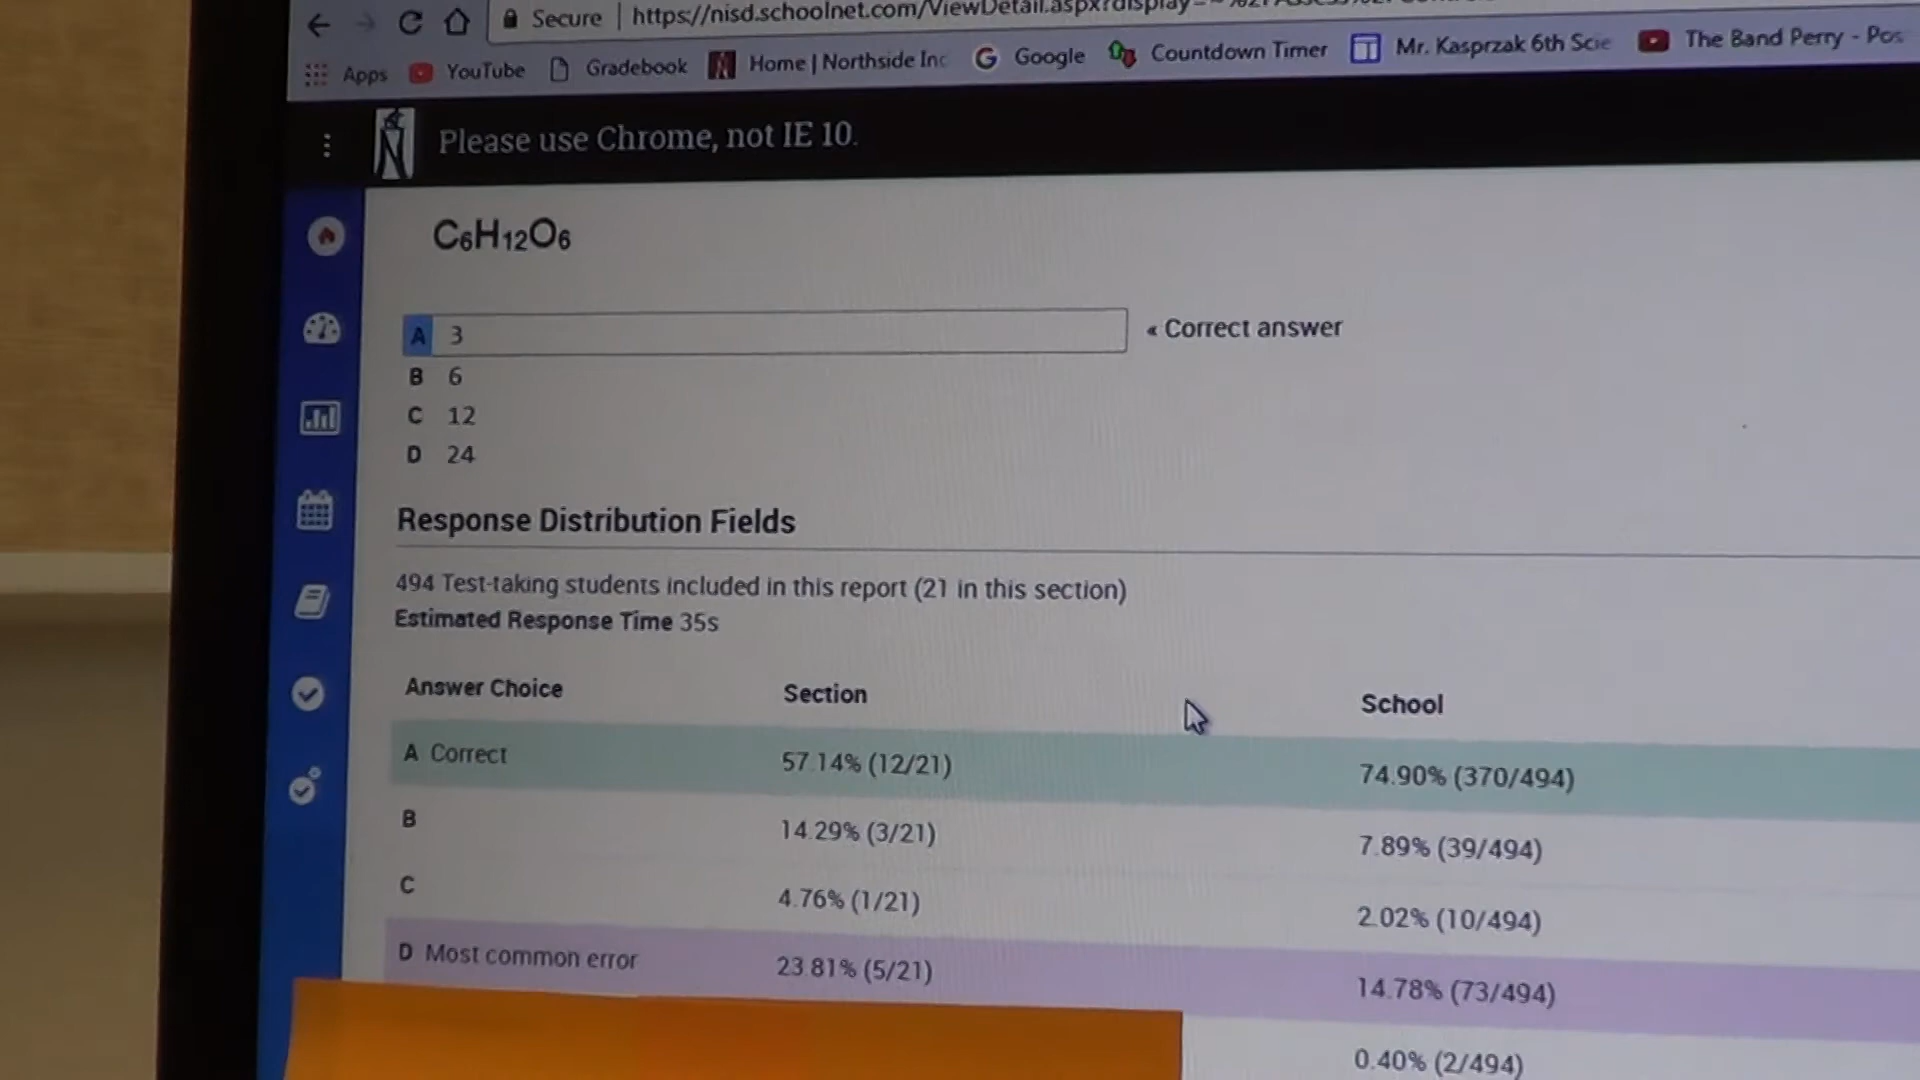 Secure | https://nisd.schoolnet.com/ViewDetail.aspx?display=
Apps YouTube Gradebook Home | Northside Inc Google Countdown Timer Mr. Kasprzak 6th Scie The Band Perry - Pos
N Please use Chrome, not IE 10.
C₆H₁₂O₆
A 3 « Correct answer
B 6
C 12
D 24
Response Distribution Fields
494 Test-taking students included in this report (21 in this section)
Estimated Response Time 35s
Answer Choice Section School
A Correct 57.14% (12/21) 74.90% (370/494)
B 14.29% (3/21) 7.89% (39/494)
C 4.76% (1/21) 2.02% (10/494)
D Most common error 23.81% (5/21) 14.78% (73/494)
0.40% (2/494)